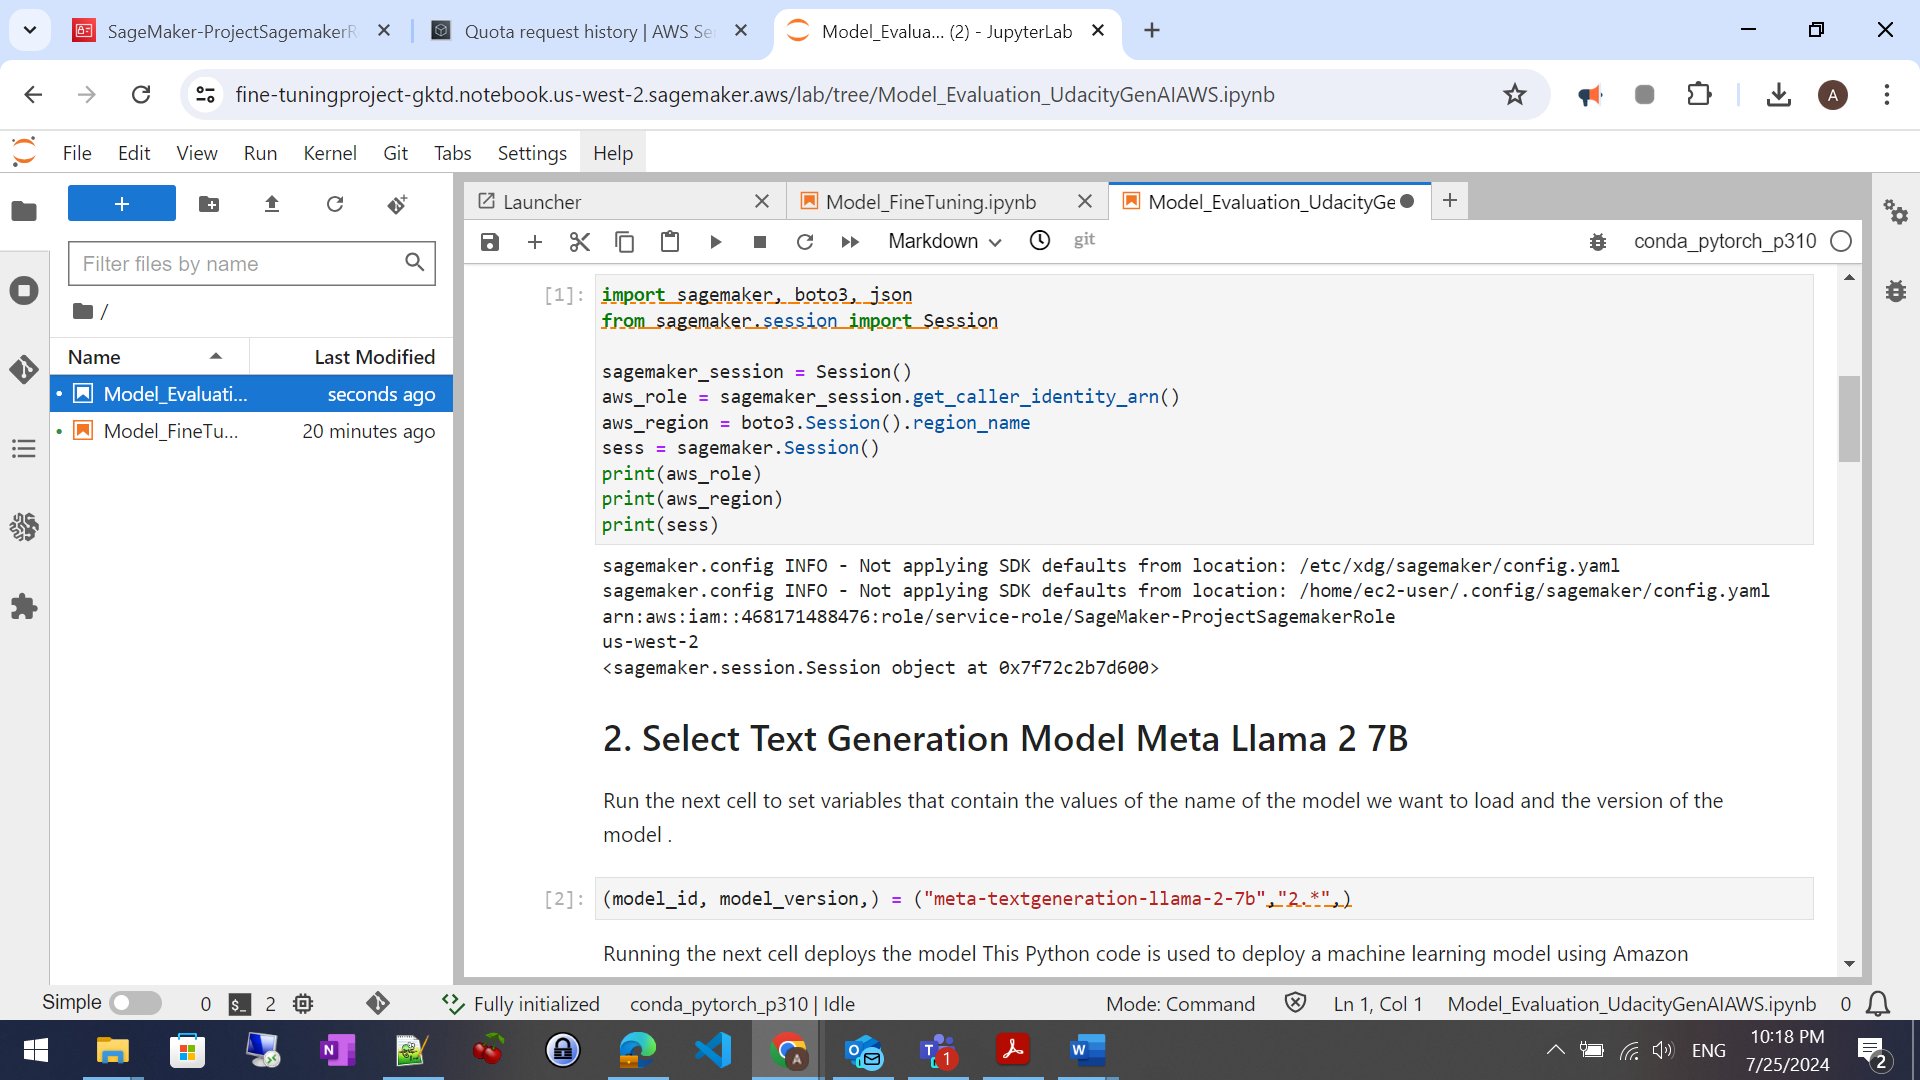 SageMaker-ProjectSagemakerR
Quota request history | AWS Se
Model_Evalua... (2) - JupyterLab
fine-tuningproject-gktd.notebook.us-west-2.sagemaker.aws/lab/tree/Model_Evaluation_UdacityGenAIAWS.ipynb
A
File Edit View Run Kernel Git Tabs Settings Help
Launcher
Model_FineTuning.ipynb
Model_Evaluation_UdacityGe
Markdown
git
conda_pytorch_p310
Filter files by name
/
Name Last Modified
Model_Evaluati... seconds ago
Model_FineTu... 20 minutes ago
[1]:
import sagemaker, boto3, json
from sagemaker.session import Session
sagemaker_session = Session()
aws_role = sagemaker_session.get_caller_identity_arn()
aws_region = boto3.Session().region_name
sess = sagemaker.Session()
print(aws_role)
print(aws_region)
print(sess)
sagemaker.config INFO - Not applying SDK defaults from location: /etc/xdg/sagemaker/config.yaml
sagemaker.config INFO - Not applying SDK defaults from location: /home/ec2-user/.config/sagemaker/config.yaml
arn:aws:iam::468171488476:role/service-role/SageMaker-ProjectSagemakerRole
us-west-2
<sagemaker.session.Session object at 0x7f72c2b7d600>
2. Select Text Generation Model Meta Llama 2 7B
Run the next cell to set variables that contain the values of the name of the model we want to load and the version of the
model .
[2]:
(model_id, model_version,) = ("meta-textgeneration-llama-2-7b","2.*",)
Running the next cell deploys the model This Python code is used to deploy a machine learning model using Amazon
Simple 0 2 Fully initialized conda_pytorch_p310 | Idle Mode: Command Ln 1, Col 1 Model_Evaluation_UdacityGenAIAWS.ipynb 0
1
A
ENG
10:18 PM
7/25/2024
2